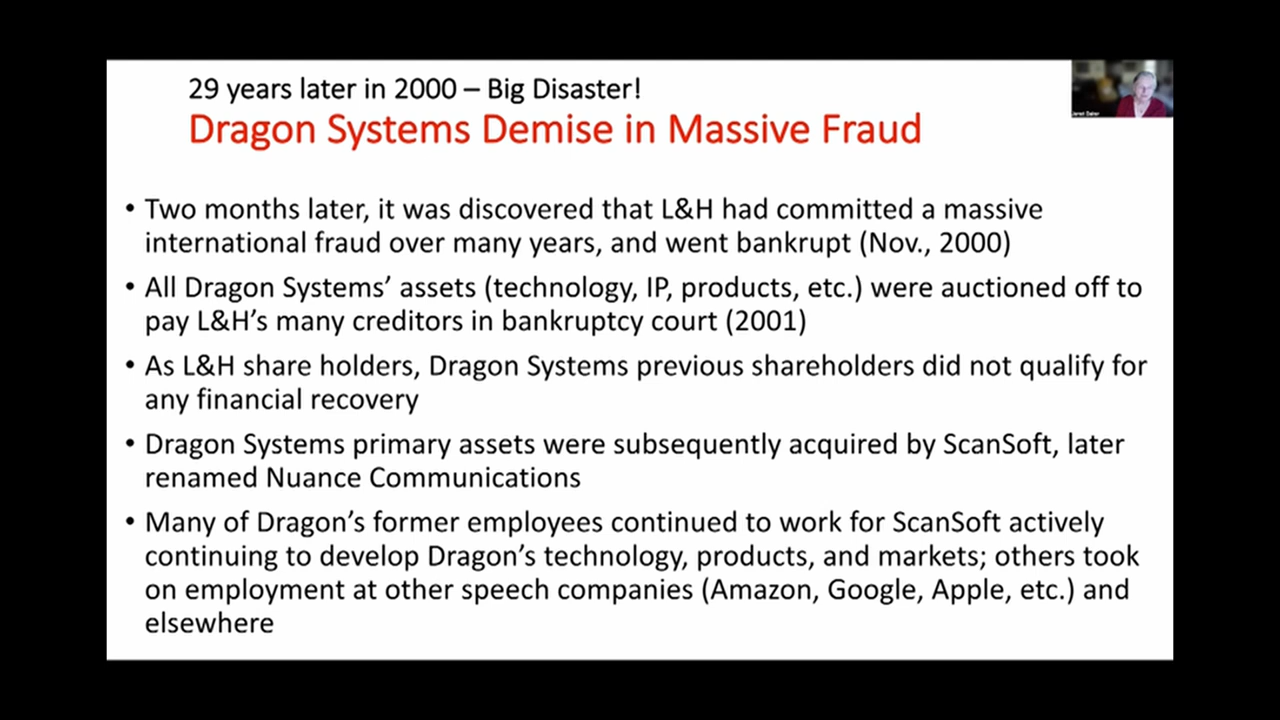 29 years later in 2000 – Big Disaster!
Dragon Systems Demise in Massive Fraud
• Two months later, it was discovered that L&H had committed a massive
international fraud over many years, and went bankrupt (Nov., 2000)
• All Dragon Systems’ assets (technology, IP, products, etc.) were auctioned off to
pay L&H’s many creditors in bankruptcy court (2001)
• As L&H share holders, Dragon Systems previous shareholders did not qualify for
any financial recovery
• Dragon Systems primary assets were subsequently acquired by ScanSoft, later
renamed Nuance Communications
• Many of Dragon’s former employees continued to work for ScanSoft actively
continuing to develop Dragon’s technology, products, and markets; others took
on employment at other speech companies (Amazon, Google, Apple, etc.) and
elsewhere